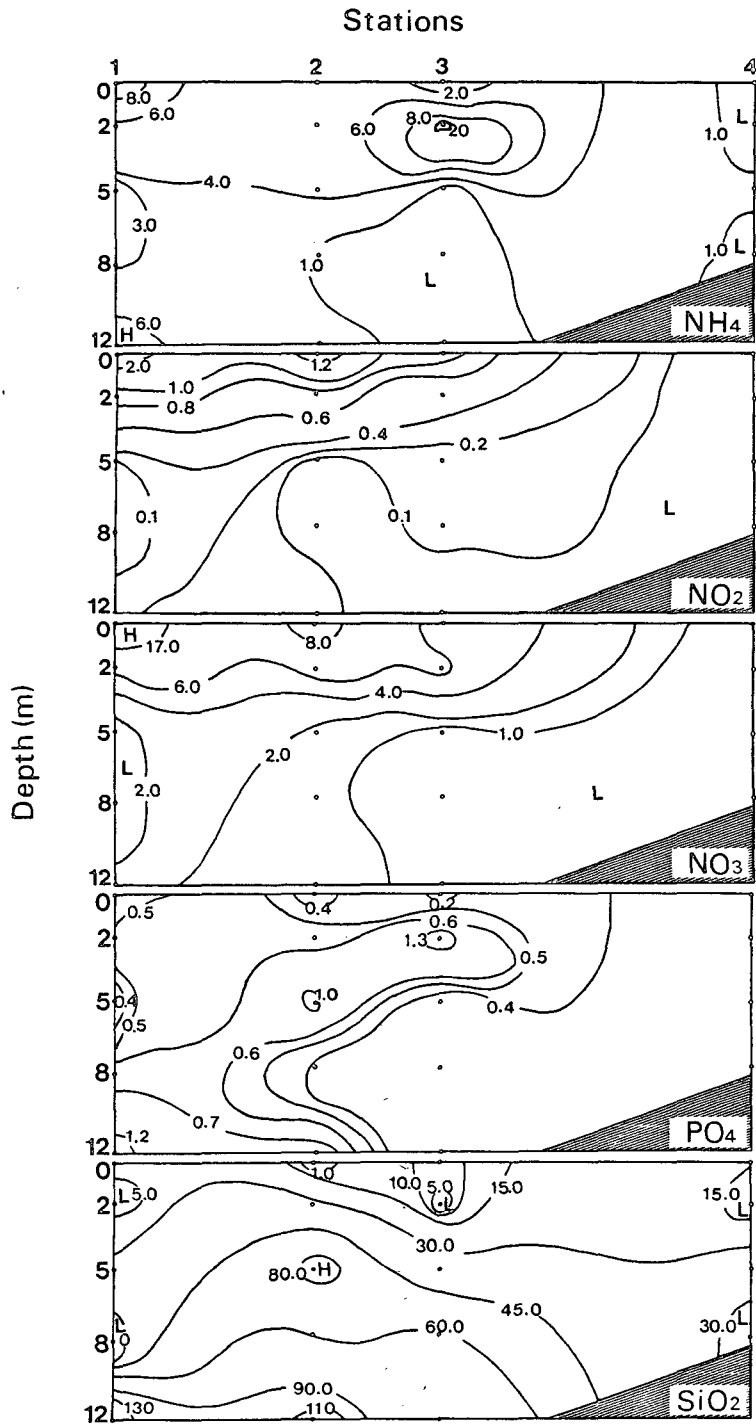 Stations
1 2 3 4
0 2.0
8.0
6.0 8.0 20 L
2 6.0 1.0
4.0
5
3.0
1.0 L 1.0 L
8
H 6.0
12 NH4
0 2.0 1.2
1.0
2 0.8
0.6
0.4 0.2
5
0.1 0.1 L
8
12 NO2
0 H 17.0 8.0
2
6.0 4.0
5 1.0
2.0
L 2.0 L
8
12 NO3
Depth (m)
0 0.5 0.4 0.2
0.6
2 1.3
0.5
5 0.4 1.0 0.4
0.5
0.6
8
0.7
12 1.2 PO4
0 1.0
10.0 5.0 15.0 15.0
2 L 5.0 L L
30.0
5 80.0 H
45.0
L 60.0 30.0 L
8 0
90.0
12 130 110 SiO2